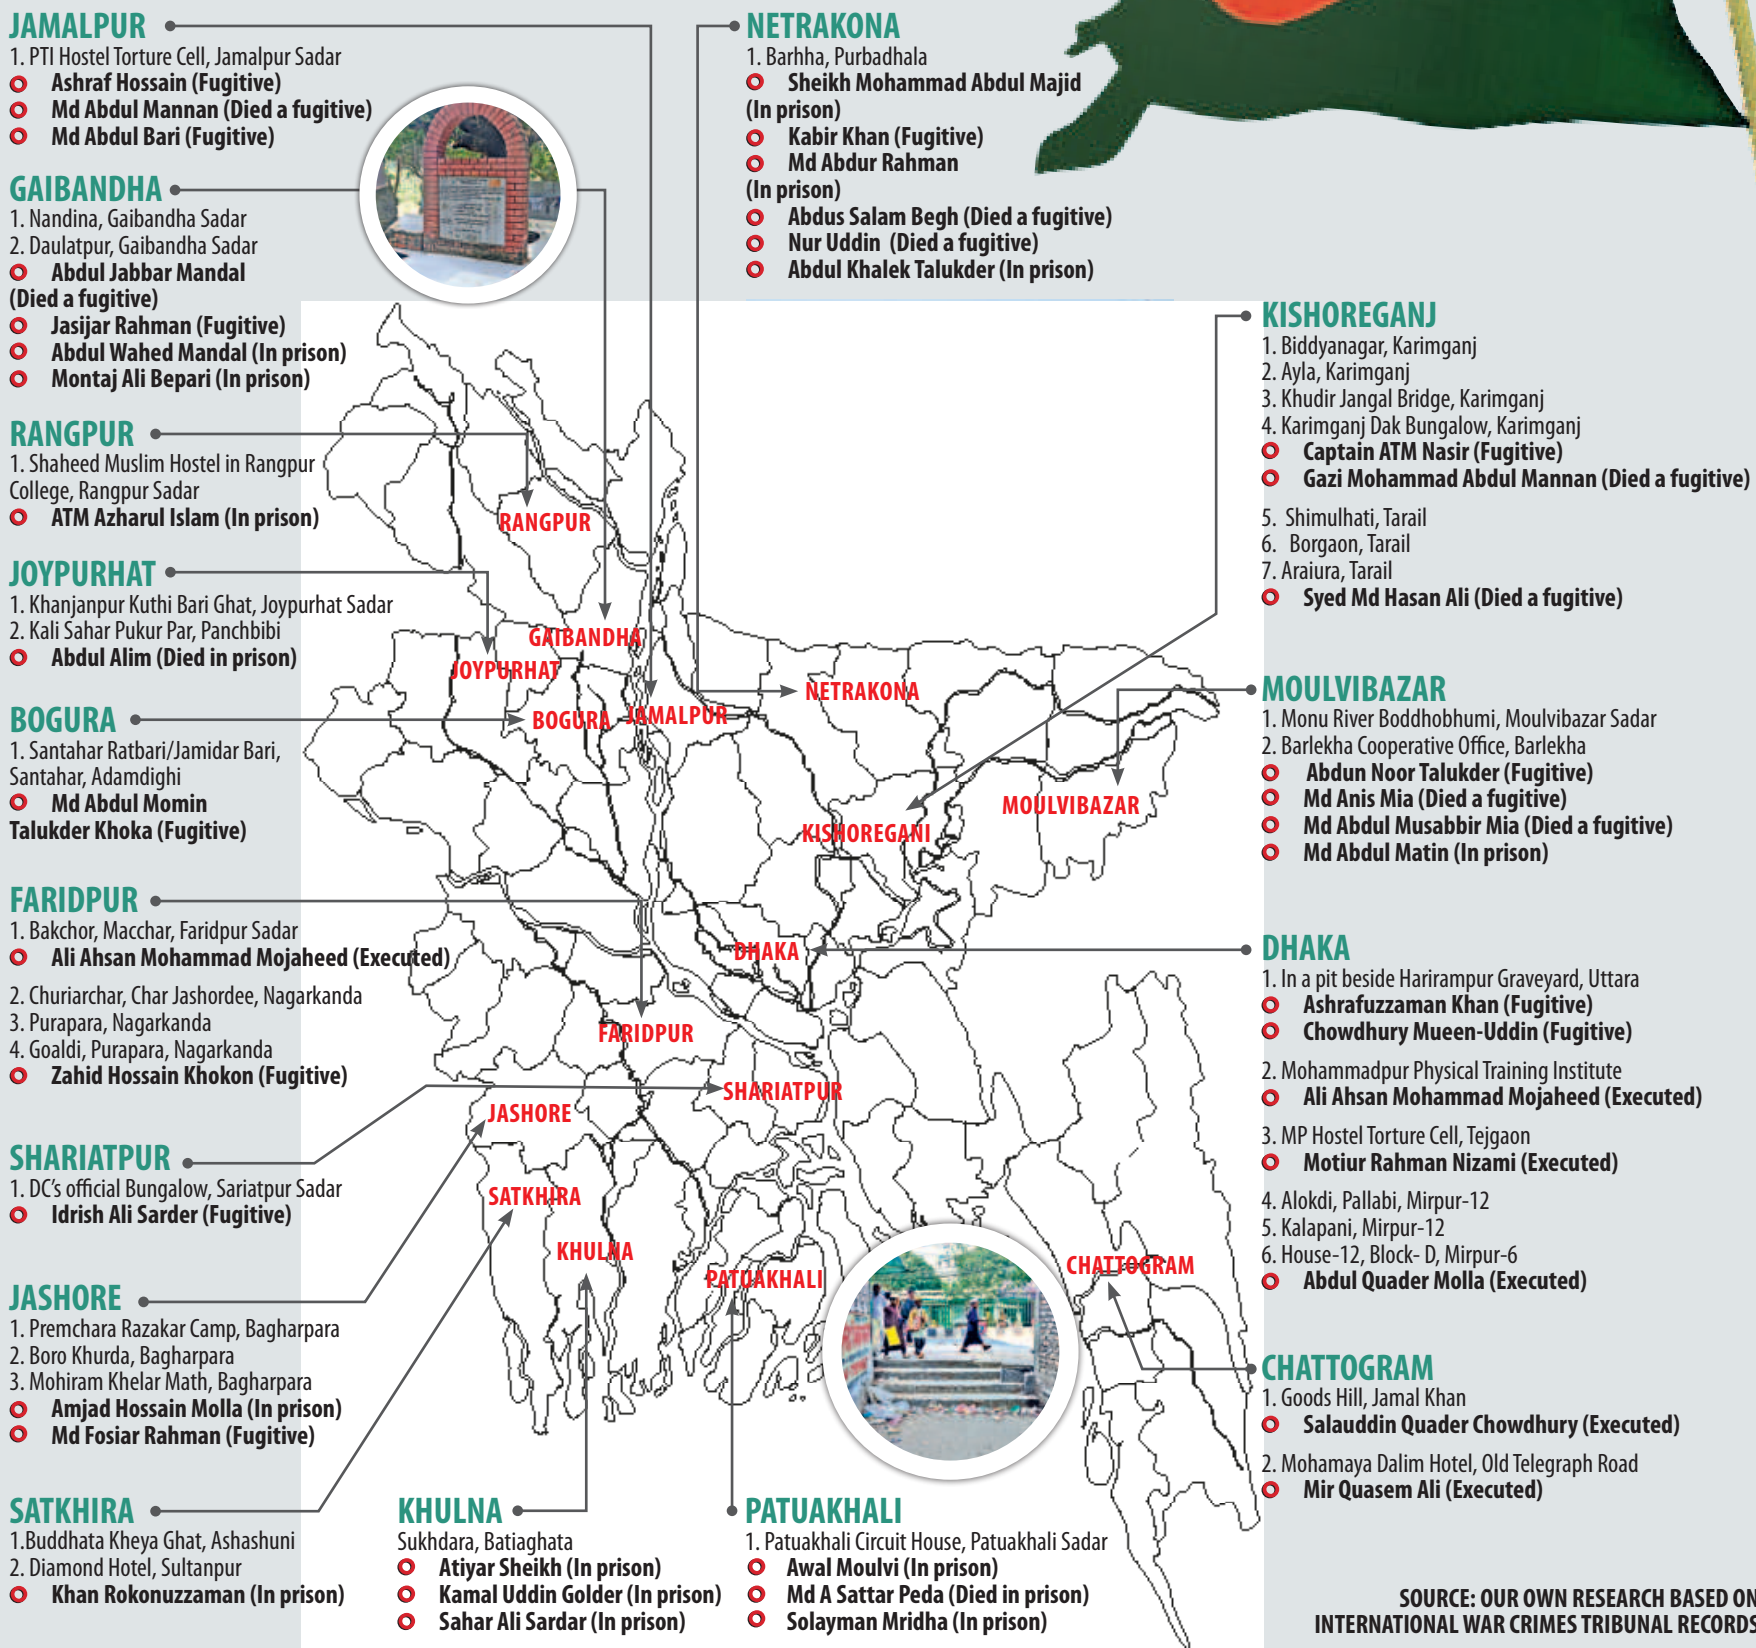 JAMALPUR
1. PTI Hostel Torture Cell, Jamalpur Sadar
Ashraf Hossain (Fugitive)
Md Abdul Mannan (Died a fugitive)
Md Abdul Bari (Fugitive)
GAIBANDHA
1. Nandina, Gaibandha Sadar
2. Daulatpur, Gaibandha Sadar
Abdul Jabbar Mandal
(Died a fugitive)
Jasijar Rahman (Fugitive)
Abdul Wahed Mandal (In prison)
Montaj Ali Bepari (In prison)
RANGPUR
1. Shaheed Muslim Hostel in Rangpur
College, Rangpur Sadar
ATM Azharul Islam (In prison)
JOYPURHAT
1. Khanjanpur Kuthi Bari Ghat, Joypurhat Sadar
2. Kali Sahar Pukur Par, Panchbibi
Abdul Alim (Died in prison)
BOGURA
1. Santahar Ratbari/Jamidar Bari,
Santahar, Adamdighi
Md Abdul Momin
Talukder Khoka (Fugitive)
FARIDPUR
1. Bakchor, Macchar, Faridpur Sadar
Ali Ahsan Mohammad Mojaheed (Executed)
2. Churiarchar, Char Jashordee, Nagarkanda
3. Purapara, Nagarkanda
4. Goaldi, Purapara, Nagarkanda
Zahid Hossain Khokon (Fugitive)
SHARIATPUR
1. DC's official Bungalow, Sariatpur Sadar
Idrish Ali Sarder (Fugitive)
JASHORE
1. Premchara Razakar Camp, Bagharpara
2. Boro Khurda, Bagharpara
3. Mohiram Khelar Math, Bagharpara
Amjad Hossain Molla (In prison)
Md Fosiar Rahman (Fugitive)
SATKHIRA
1.Buddhata Kheya Ghat, Ashashuni
2. Diamond Hotel, Sultanpur
Khan Rokonuzzaman (In prison)
KHULNA
Sukhdara, Batiaghata
Atiyar Sheikh (In prison)
Kamal Uddin Golder (In prison)
Sahar Ali Sardar (In prison)
PATUAKHALI
1. Patuakhali Circuit House, Patuakhali Sadar
Awal Moulvi (In prison)
Md A Sattar Peda (Died in prison)
Solayman Mridha (In prison)
NETRAKONA
1. Barhha, Purbadhala
Sheikh Mohammad Abdul Majid
(In prison)
Kabir Khan (Fugitive)
Md Abdur Rahman
(In prison)
Abdus Salam Begh (Died a fugitive)
Nur Uddin (Died a fugitive)
Abdul Khalek Talukder (In prison)
KISHOREGANJ
1. Biddyanagar, Karimganj
2. Ayla, Karimganj
3. Khudir Jangal Bridge, Karimganj
4. Karimganj Dak Bungalow, Karimganj
Captain ATM Nasir (Fugitive)
Gazi Mohammad Abdul Mannan (Died a fugitive)
5. Shimulhati, Tarail
6. Borgaon, Tarail
7. Araiura, Tarail
Syed Md Hasan Ali (Died a fugitive)
MOULVIBAZAR
1. Monu River Boddhobhumi, Moulvibazar Sadar
2. Barlekha Cooperative Office, Barlekha
Abdun Noor Talukder (Fugitive)
Md Anis Mia (Died a fugitive)
Md Abdul Musabbir Mia (Died a fugitive)
Md Abdul Matin (In prison)
DHAKA
1. In a pit beside Harirampur Graveyard, Uttara
Ashrafuzzaman Khan (Fugitive)
Chowdhury Mueen-Uddin (Fugitive)
2. Mohammadpur Physical Training Institute
Ali Ahsan Mohammad Mojaheed (Executed)
3. MP Hostel Torture Cell, Tejgaon
Motiur Rahman Nizami (Executed)
4. Alokdi, Pallabi, Mirpur-12
5. Kalapani, Mirpur-12
6. House-12, Block- D, Mirpur-6
Abdul Quader Molla (Executed)
CHATTOGRAM
1. Goods Hill, Jamal Khan
Salauddin Quader Chowdhury (Executed)
2. Mohamaya Dalim Hotel, Old Telegraph Road
Mir Quasem Ali (Executed)
RANGPUR
GAIBANDHA
JOYPURHAT
BOGURA
JAMALPUR
NETRAKONA
MOULVIBAZAR
KISHOREGANI
DHAKA
FARIDPUR
SHARIATPUR
JASHORE
SATKHIRA
KHULNA
PATUAKHALI
CHATTOGRAM
SOURCE: OUR OWN RESEARCH BASED ON
INTERNATIONAL WAR CRIMES TRIBUNAL RECORDS